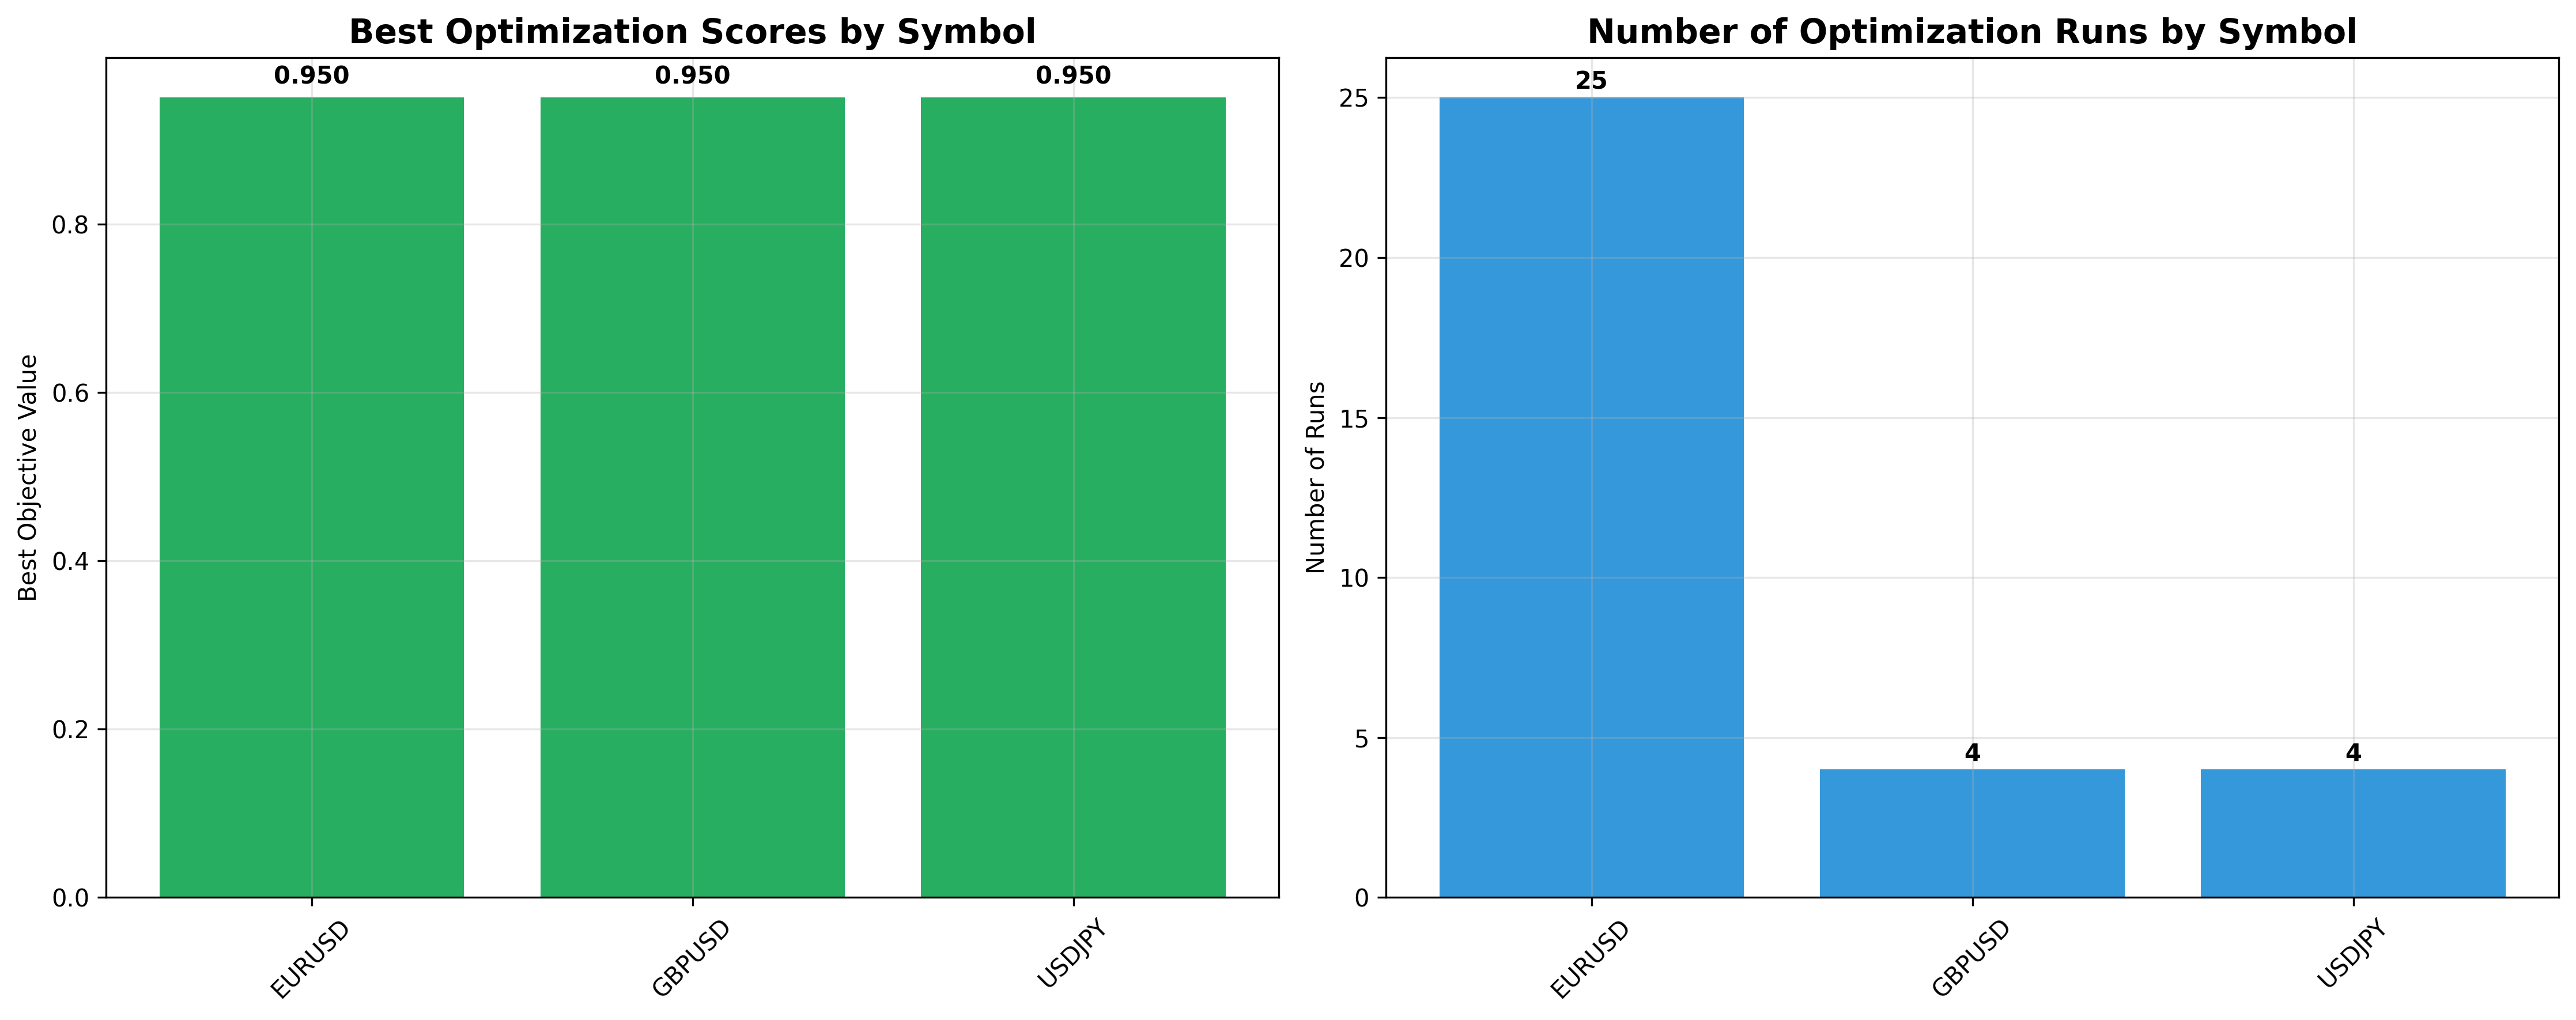 Best Optimization Scores by Symbol
0.950 0.950 0.950
Best Objective Value
0.8
0.6
0.4
0.2
0.0
EURUSD GBPUSD USDJPY
Number of Optimization Runs by Symbol
25
4 4
Number of Runs
25
20
15
10
5
0
EURUSD GBPUSD USDJPY